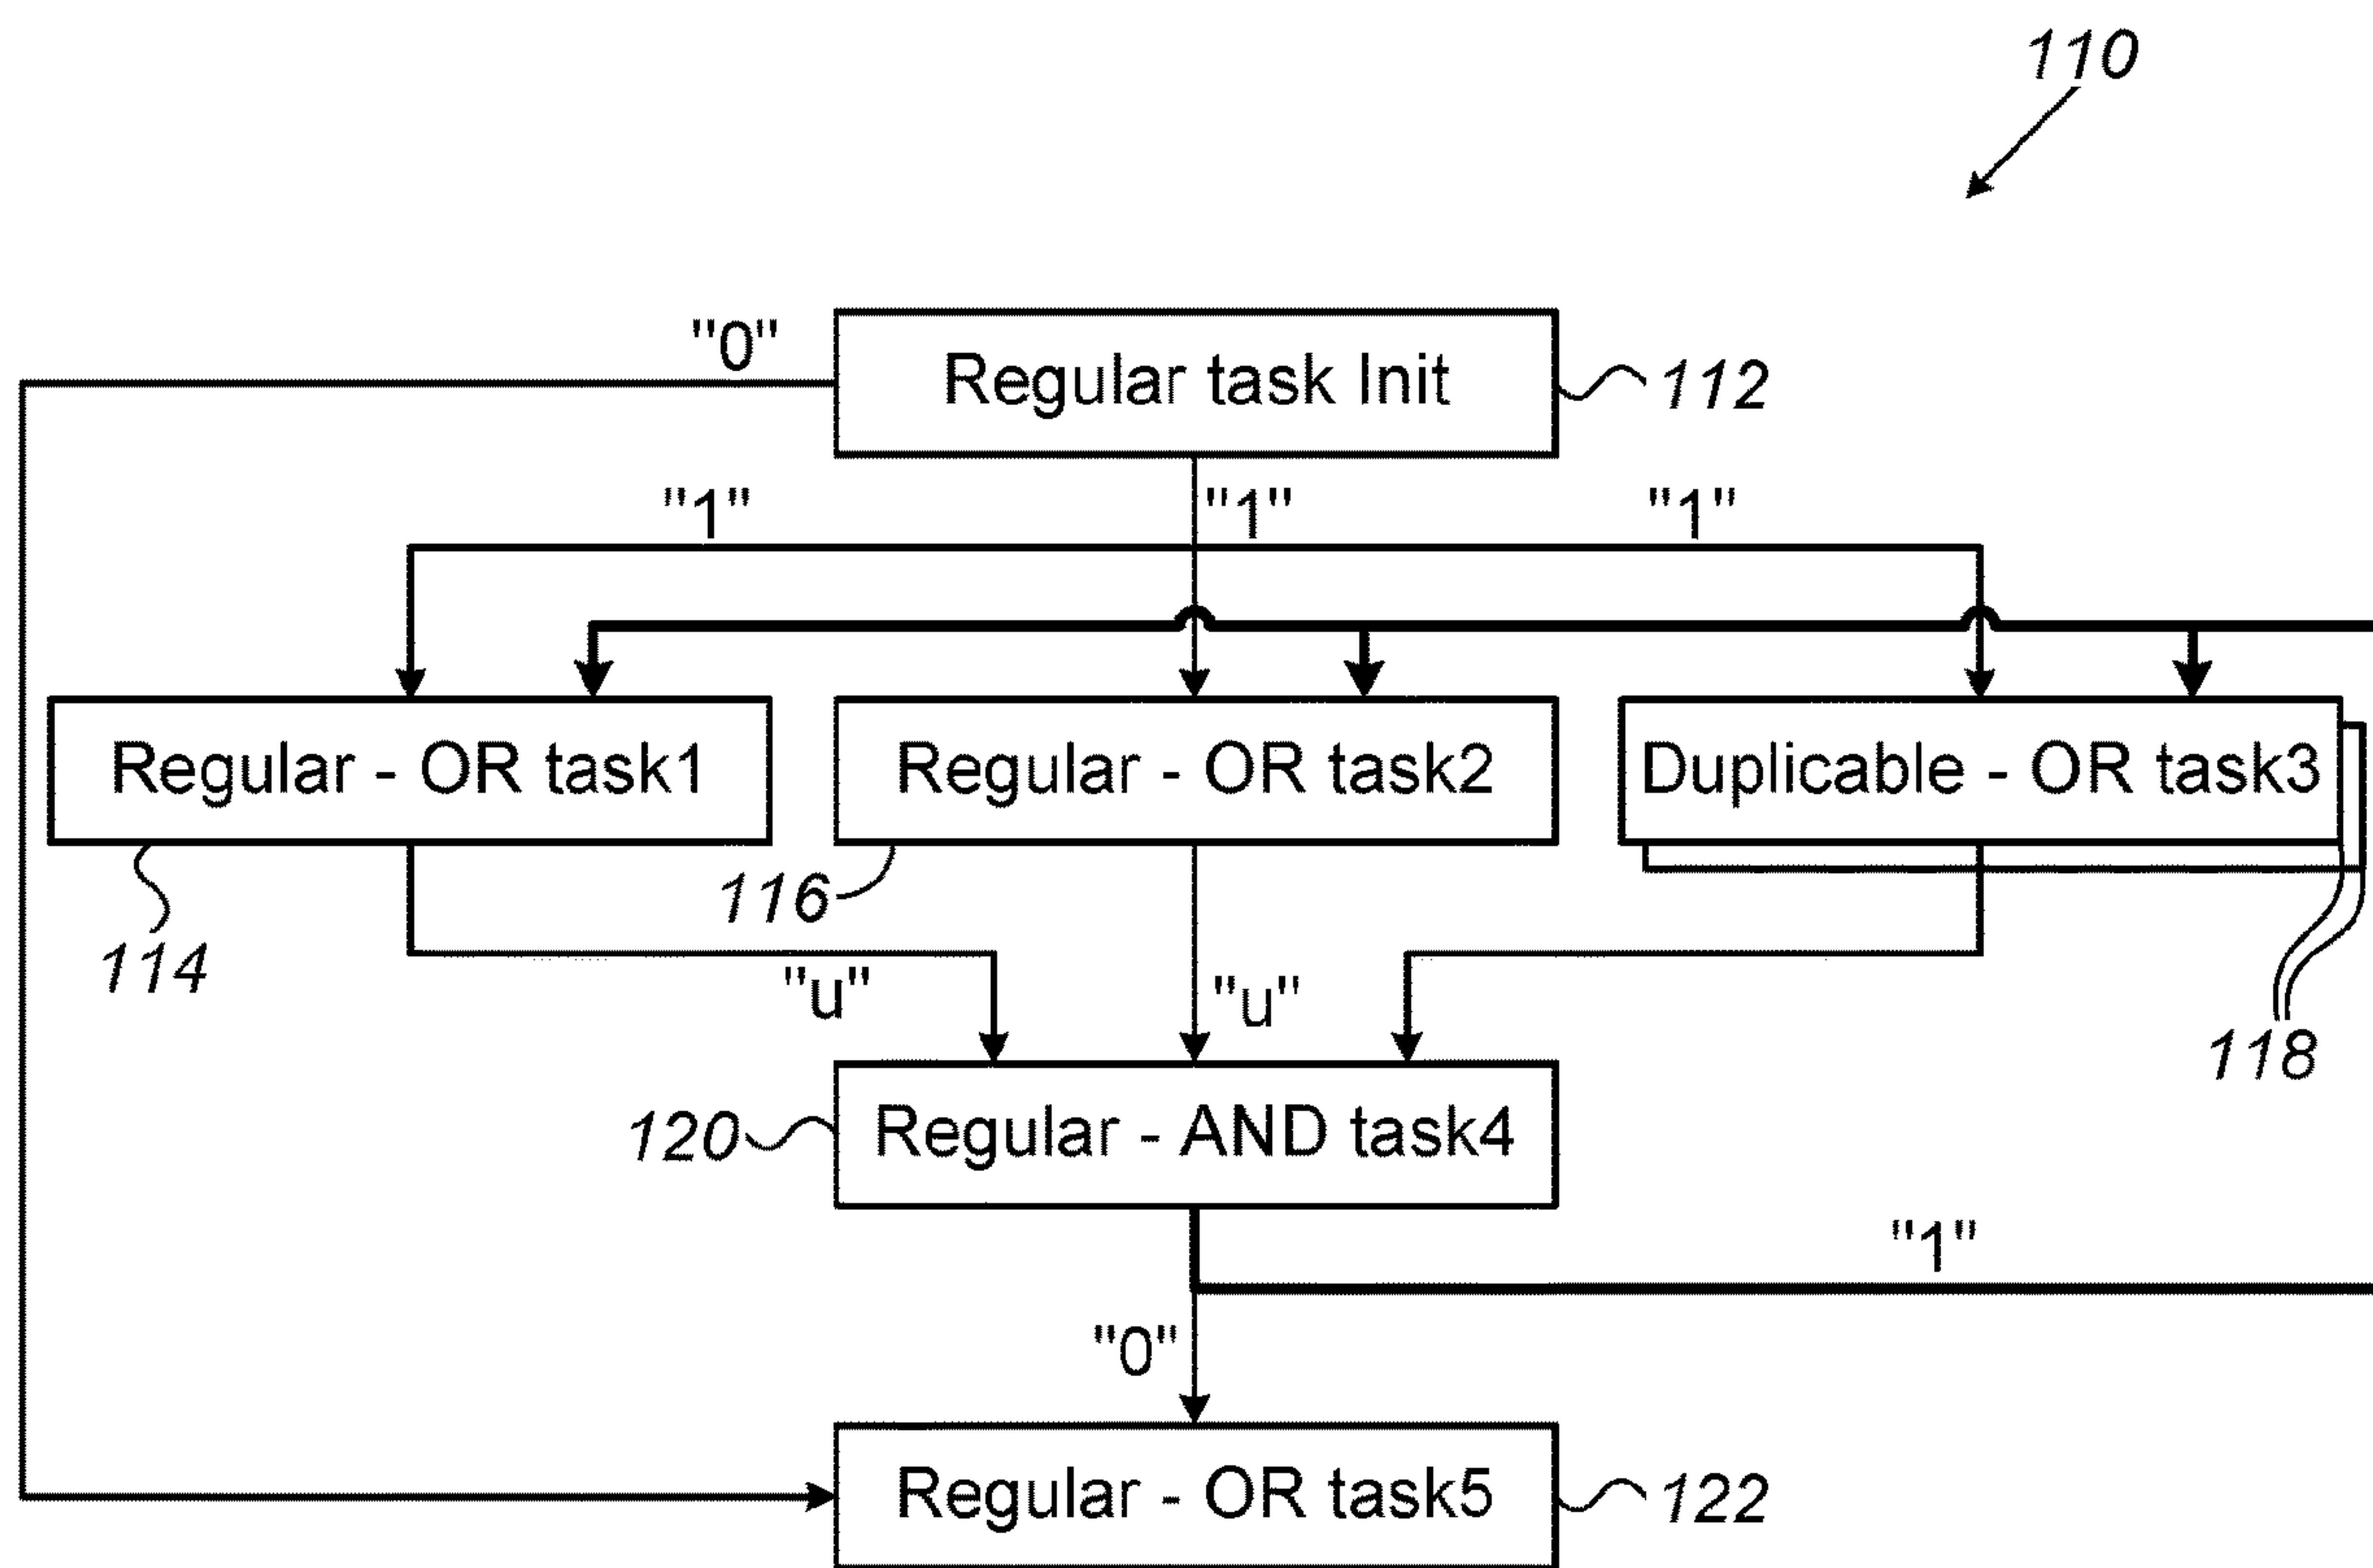 110
"0"
Regular task Init
112
"1" "1" "1"
Regular - OR task1
Regular - OR task2
Duplicable - OR task3
114
116
"u"
"u"
118
120
Regular - AND task4
"1"
"0"
Regular - OR task5
122